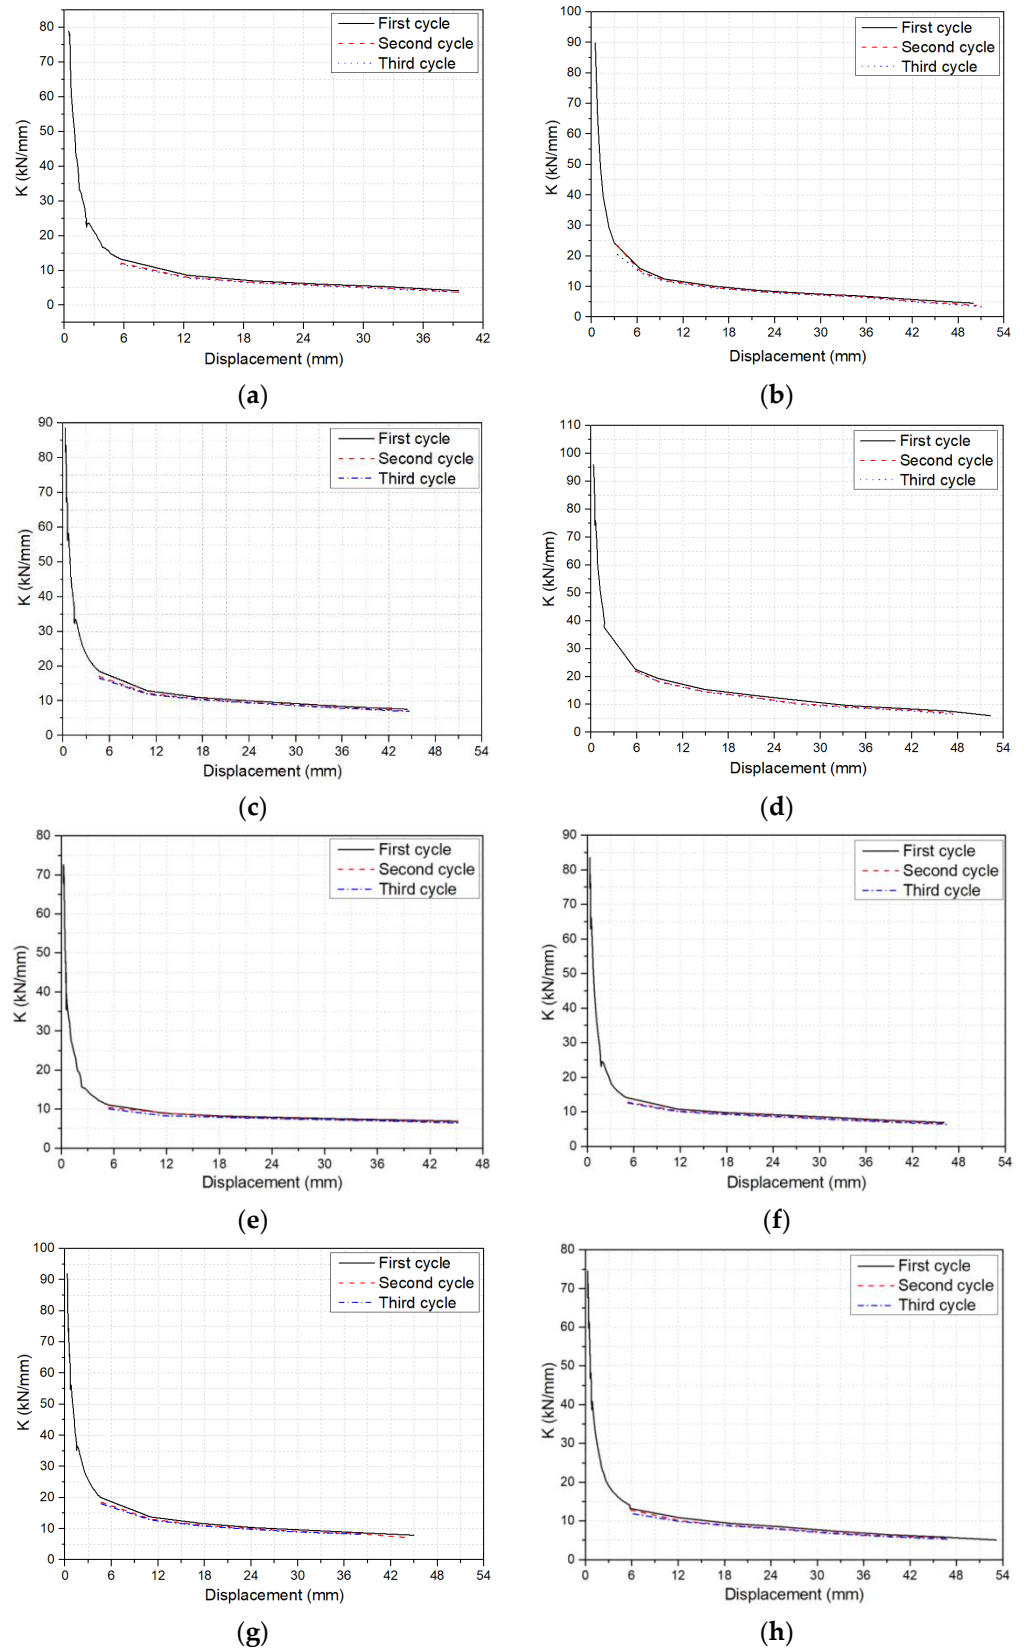 First cycle
Second cycle
Third cycle
80
70
60
50
40
30
20
10
0
K (kN/mm)
0 6 12 18 24 30 36 42
Displacement (mm)
(a)
First cycle
Second cycle
Third cycle
100
90
80
70
60
50
40
30
20
10
0
K (kN/mm)
0 6 12 18 24 30 36 42 48 54
Displacement (mm)
(b)
First cycle
Second cycle
Third cycle
90
80
70
60
50
40
30
20
10
0
K (kN/mm)
0 6 12 18 24 30 36 42 48 54
Displacement (mm)
(c)
First cycle
Second cycle
Third cycle
110
100
90
80
70
60
50
40
30
20
10
0
K (kN/mm)
0 6 12 18 24 30 36 42 48 54
Displacement (mm)
(d)
First cycle
Second cycle
Third cycle
80
70
60
50
40
30
20
10
0
K (kN/mm)
0 6 12 18 24 30 36 42 48
Displacement (mm)
(e)
First cycle
Second cycle
Third cycle
90
80
70
60
50
40
30
20
10
0
K (kN/mm)
0 6 12 18 24 30 36 42 48 54
Displacement (mm)
(f)
First cycle
Second cycle
Third cycle
100
90
80
70
60
50
40
30
20
10
0
K (kN/mm)
0 6 12 18 24 30 36 42 48 54
Displacement (mm)
(g)
First cycle
Second cycle
Third cycle
80
70
60
50
40
30
20
10
0
K (kN/mm)
0 6 12 18 24 30 36 42 48 54
Displacement (mm)
(h)